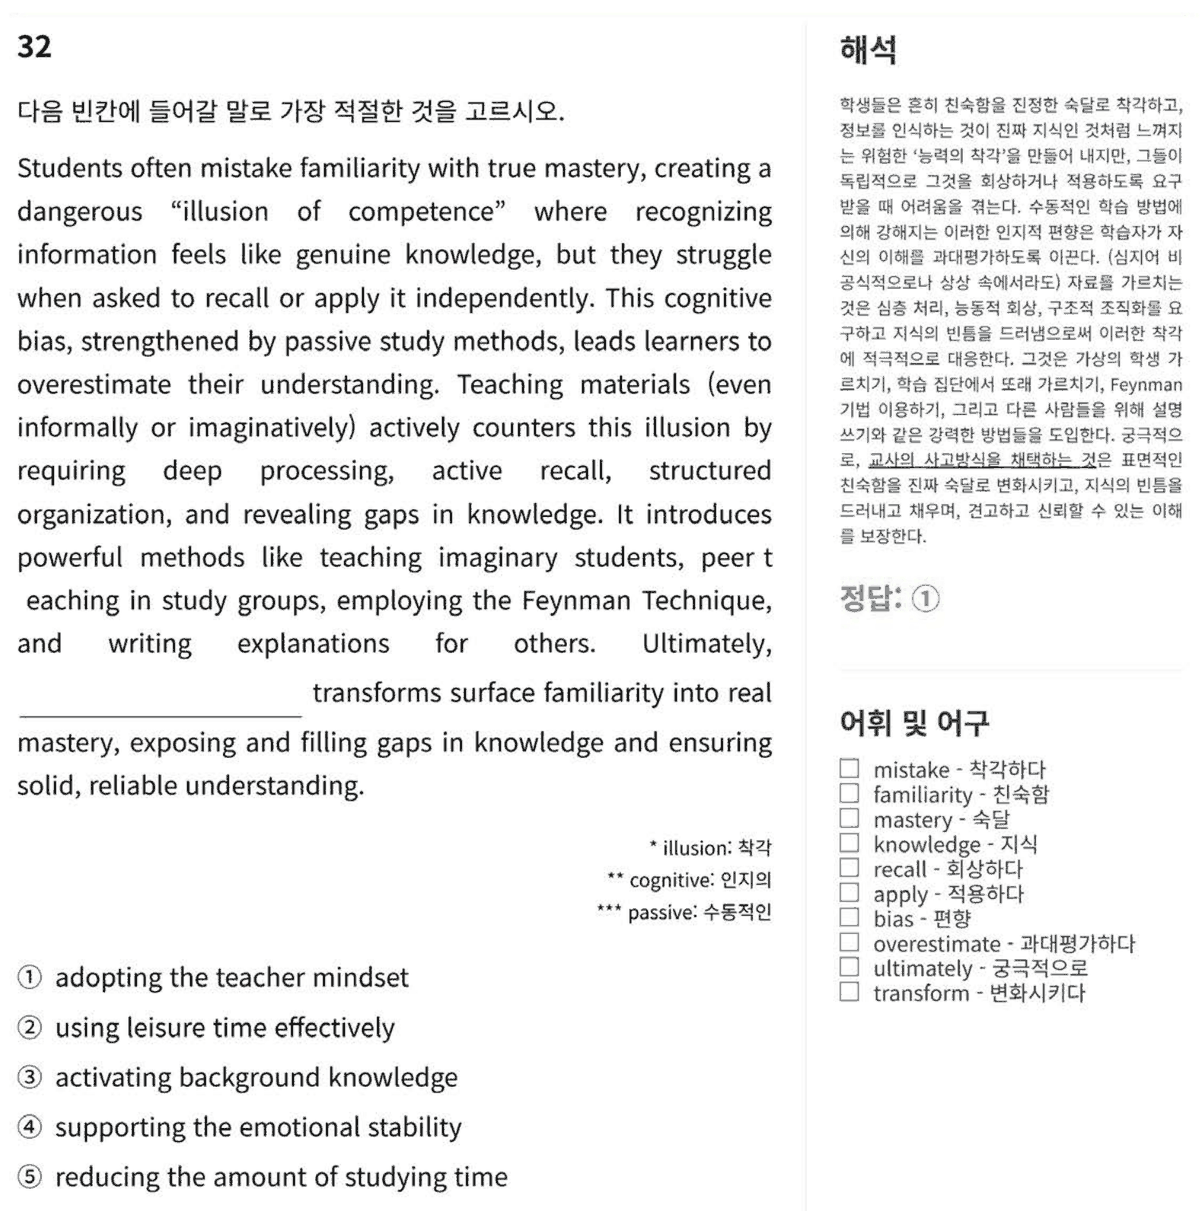 32
다음 빈칸에 들어갈 말로 가장 적절한 것을 고르시오.
Students often mistake familiarity with true mastery, creating a
dangerous “illusion of competence” where recognizing
information feels like genuine knowledge, but they struggle
when asked to recall or apply it independently. This cognitive
bias, strengthened by passive study methods, leads learners to
overestimate their understanding. Teaching materials (even
informally or imaginatively) actively counters this illusion by
requiring deep processing, active recall, structured
organization, and revealing gaps in knowledge. It introduces
powerful methods like teaching imaginary students, peer t
eaching in study groups, employing the Feynman Technique,
and writing explanations for others. Ultimately,
____________________ transforms surface familiarity into real
mastery, exposing and filling gaps in knowledge and ensuring
solid, reliable understanding.
* illusion: 착각
** cognitive: 인지의
*** passive: 수동적인
① adopting the teacher mindset
② using leisure time effectively
③ activating background knowledge
④ supporting the emotional stability
⑤ reducing the amount of studying time
해석
학생들은 흔히 친숙함을 진정한 숙달로 착각하고,
정보를 인식하는 것이 진짜 지식인 것처럼 느껴지
는 위험한 ‘능력의 착각’을 만들어 내지만, 그들이
독립적으로 그것을 회상하거나 적용하도록 요구
받을 때 어려움을 겪는다. 수동적인 학습 방법에
의해 강해지는 이러한 인지적 편향은 학습자가 자
신의 이해를 과대평가하도록 이끈다. (심지어 비
공식적으로나 상상 속에서라도) 자료를 가르치는
것은 심층 처리, 능동적 회상, 구조적 조직화를 요
구하고 지식의 빈틈을 드러냄으로써 이러한 착각
에 적극적으로 대응한다. 그것은 가상의 학생 가
르치기, 학습 집단에서 또래 가르치기, Feynman
기법 이용하기, 그리고 다른 사람들을 위해 설명
쓰기와 같은 강력한 방법들을 도입한다. 궁극적으
로, 교사의 사고방식을 채택하는 것은 표면적인
친숙함을 진짜 숙달로 변화시키고, 지식의 빈틈을
드러내고 채우며, 견고하고 신뢰할 수 있는 이해
를 보장한다.
정답: ①
어휘 및 어구
□ mistake - 착각하다
□ familiarity - 친숙함
□ mastery - 숙달
□ knowledge - 지식
□ recall - 회상하다
□ apply - 적용하다
□ bias - 편향
□ overestimate - 과대평가하다
□ ultimately - 궁극적으로
□ transform - 변화시키다